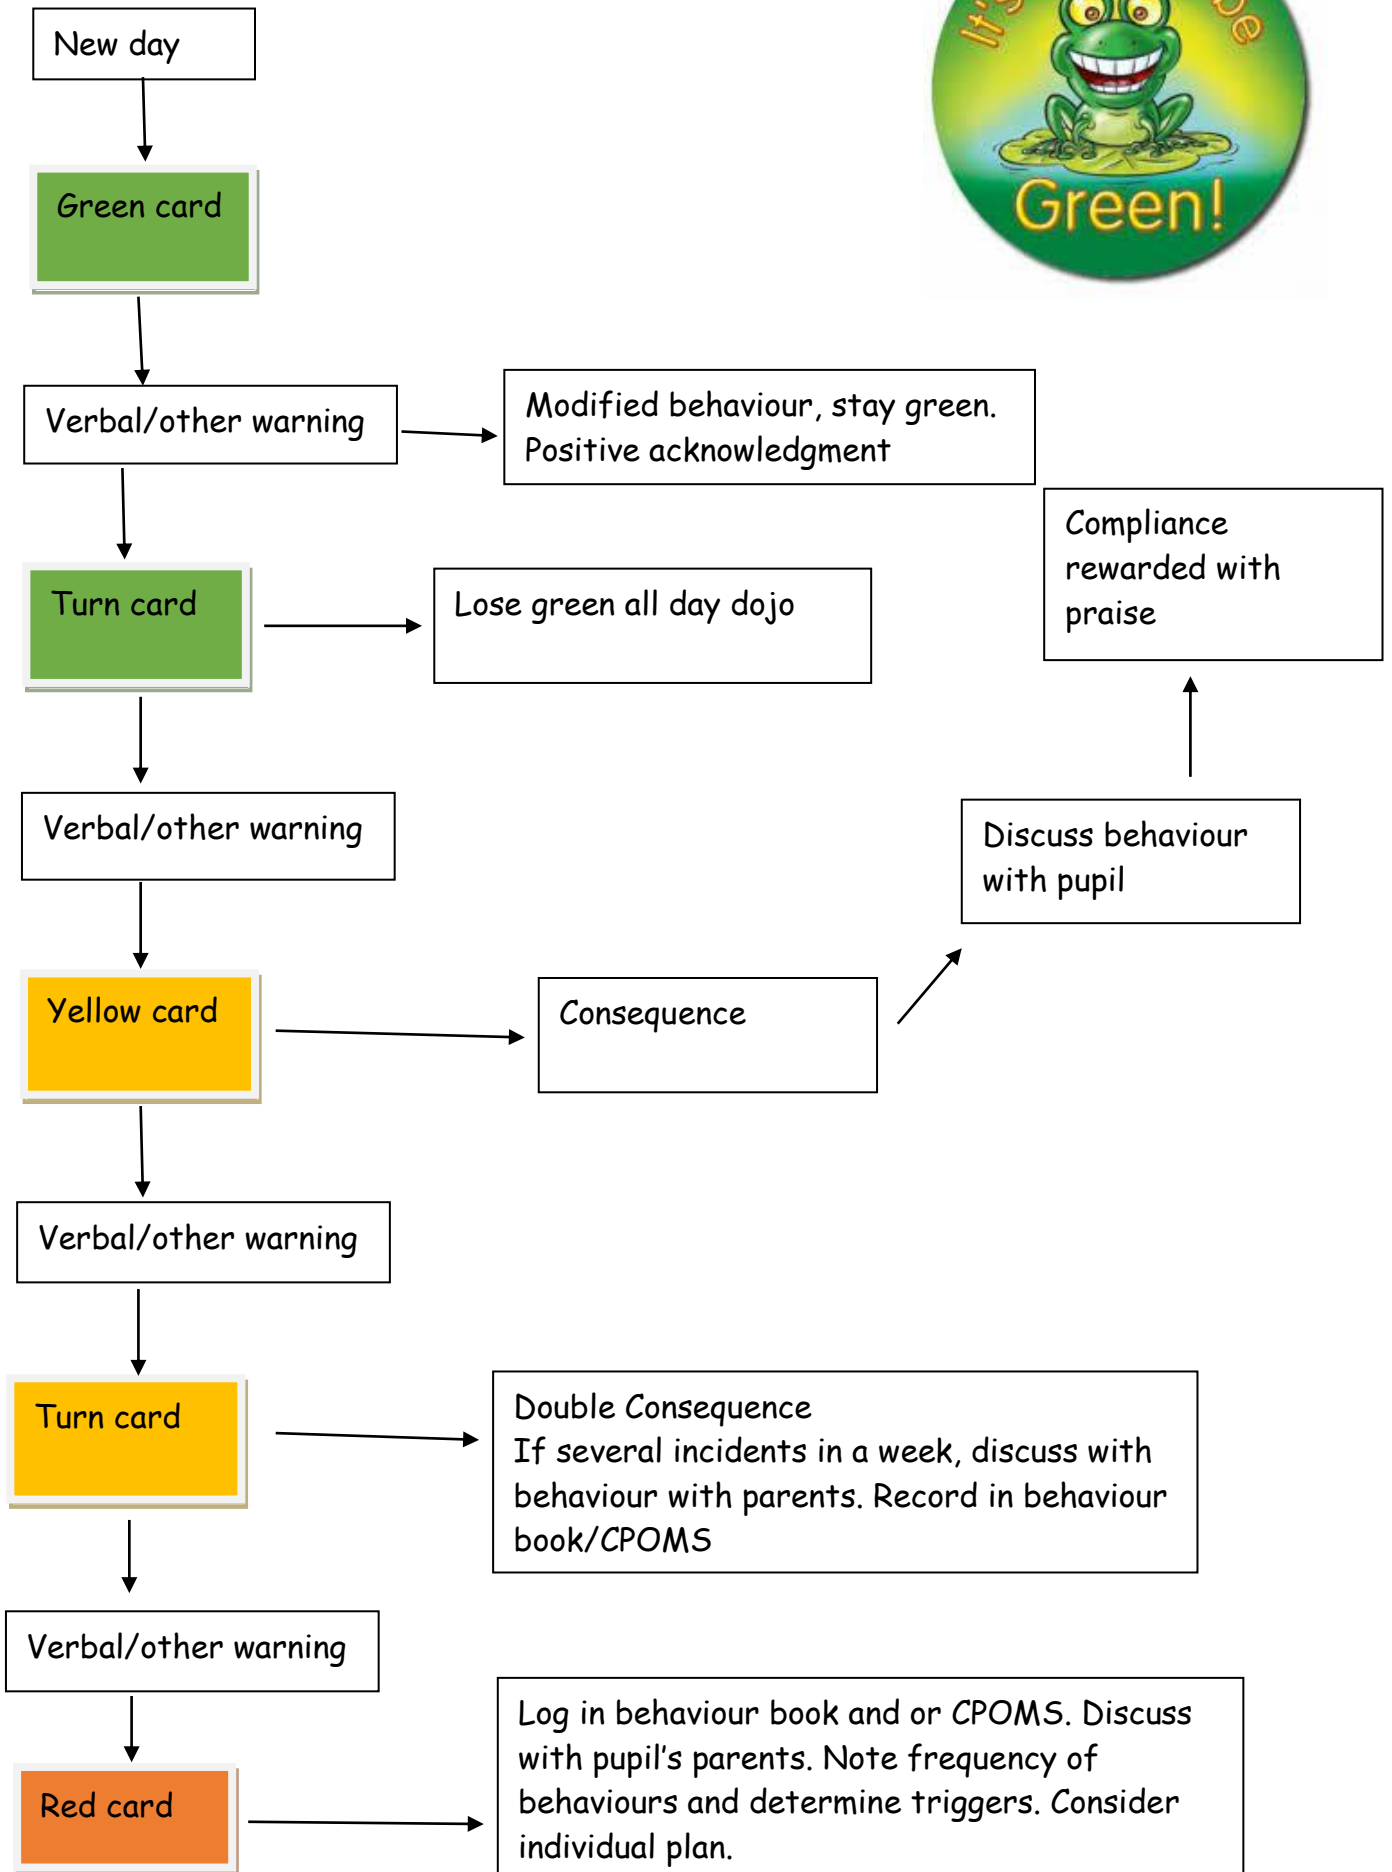 New day
It's
be
Green!
Green card
Verbal/other warning
Modified behaviour, stay green.
Positive acknowledgment
Compliance
rewarded with
praise
Turn card
Lose green all day dojo
Verbal/other warning
Discuss behaviour
with pupil
Yellow card
Consequence
Verbal/other warning
Turn card
Double Consequence
If several incidents in a week, discuss with
behaviour with parents. Record in behaviour
book/CPOMS
Verbal/other warning
Red card
Log in behaviour book and or CPOMS. Discuss
with pupil's parents. Note frequency of
behaviours and determine triggers. Consider
individual plan.